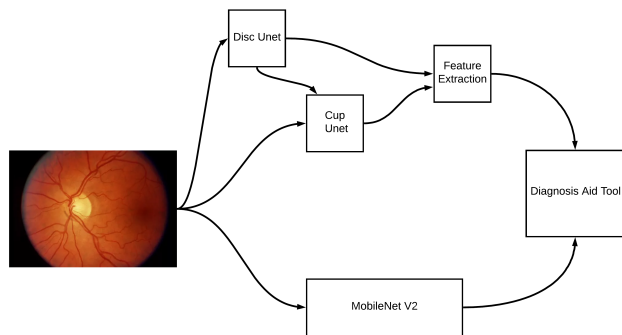 Disc Unet
Feature
Extraction
Cup
Unet
Diagnosis Aid Tool
MobileNet V2